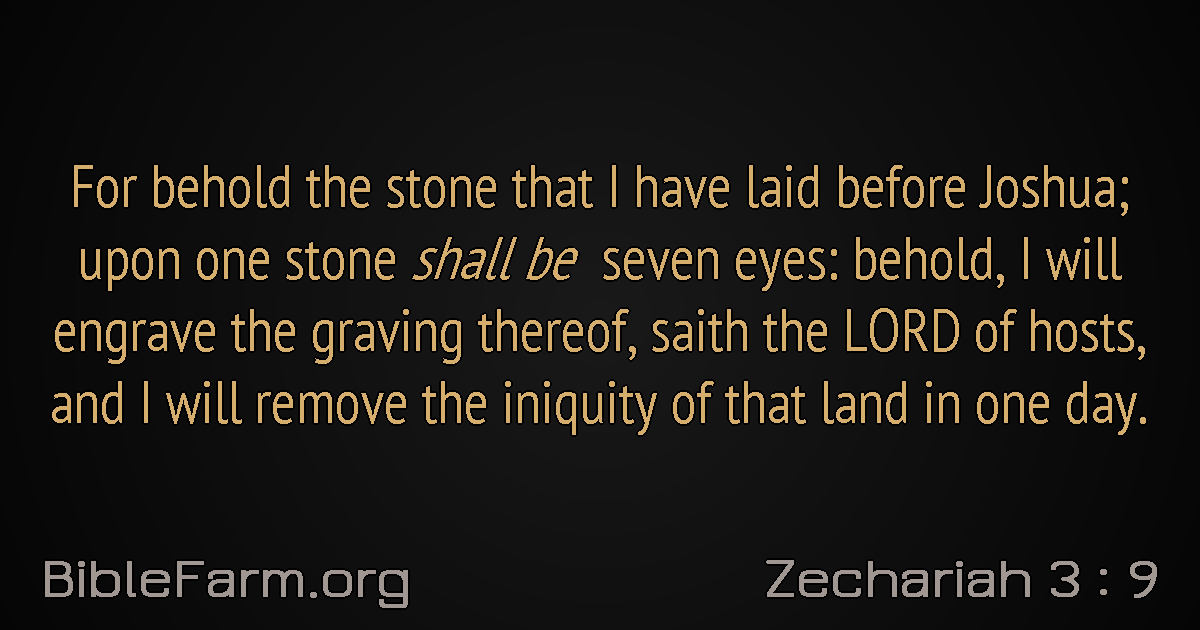 For behold the stone that I have laid before Joshua;
upon one stone shall be seven eyes: behold, I will
engrave the graving thereof, saith the LORD of hosts,
and I will remove the iniquity of that land in one day.
BibleFarm.org
Zechariah 3 : 9